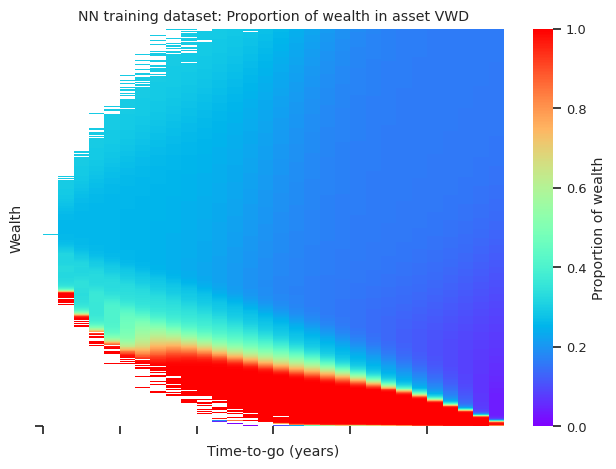 NN training dataset: Proportion of wealth in asset VWD
1.0
0.8
0.6
0.4
0.2
0.0
Proportion of wealth
Wealth
Time-to-go (years)